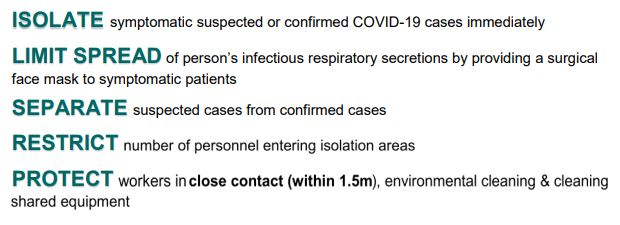 ISOLATE symptomatic suspected or confirmed COVID-19 cases immediately
LIMIT SPREAD of person’s infectious respiratory secretions by providing a surgical
face mask to symptomatic patients
SEPARATE suspected cases from confirmed cases
RESTRICT number of personnel entering isolation areas
PROTECT workers in close contact (within 1.5m), environmental cleaning & cleaning
shared equipment